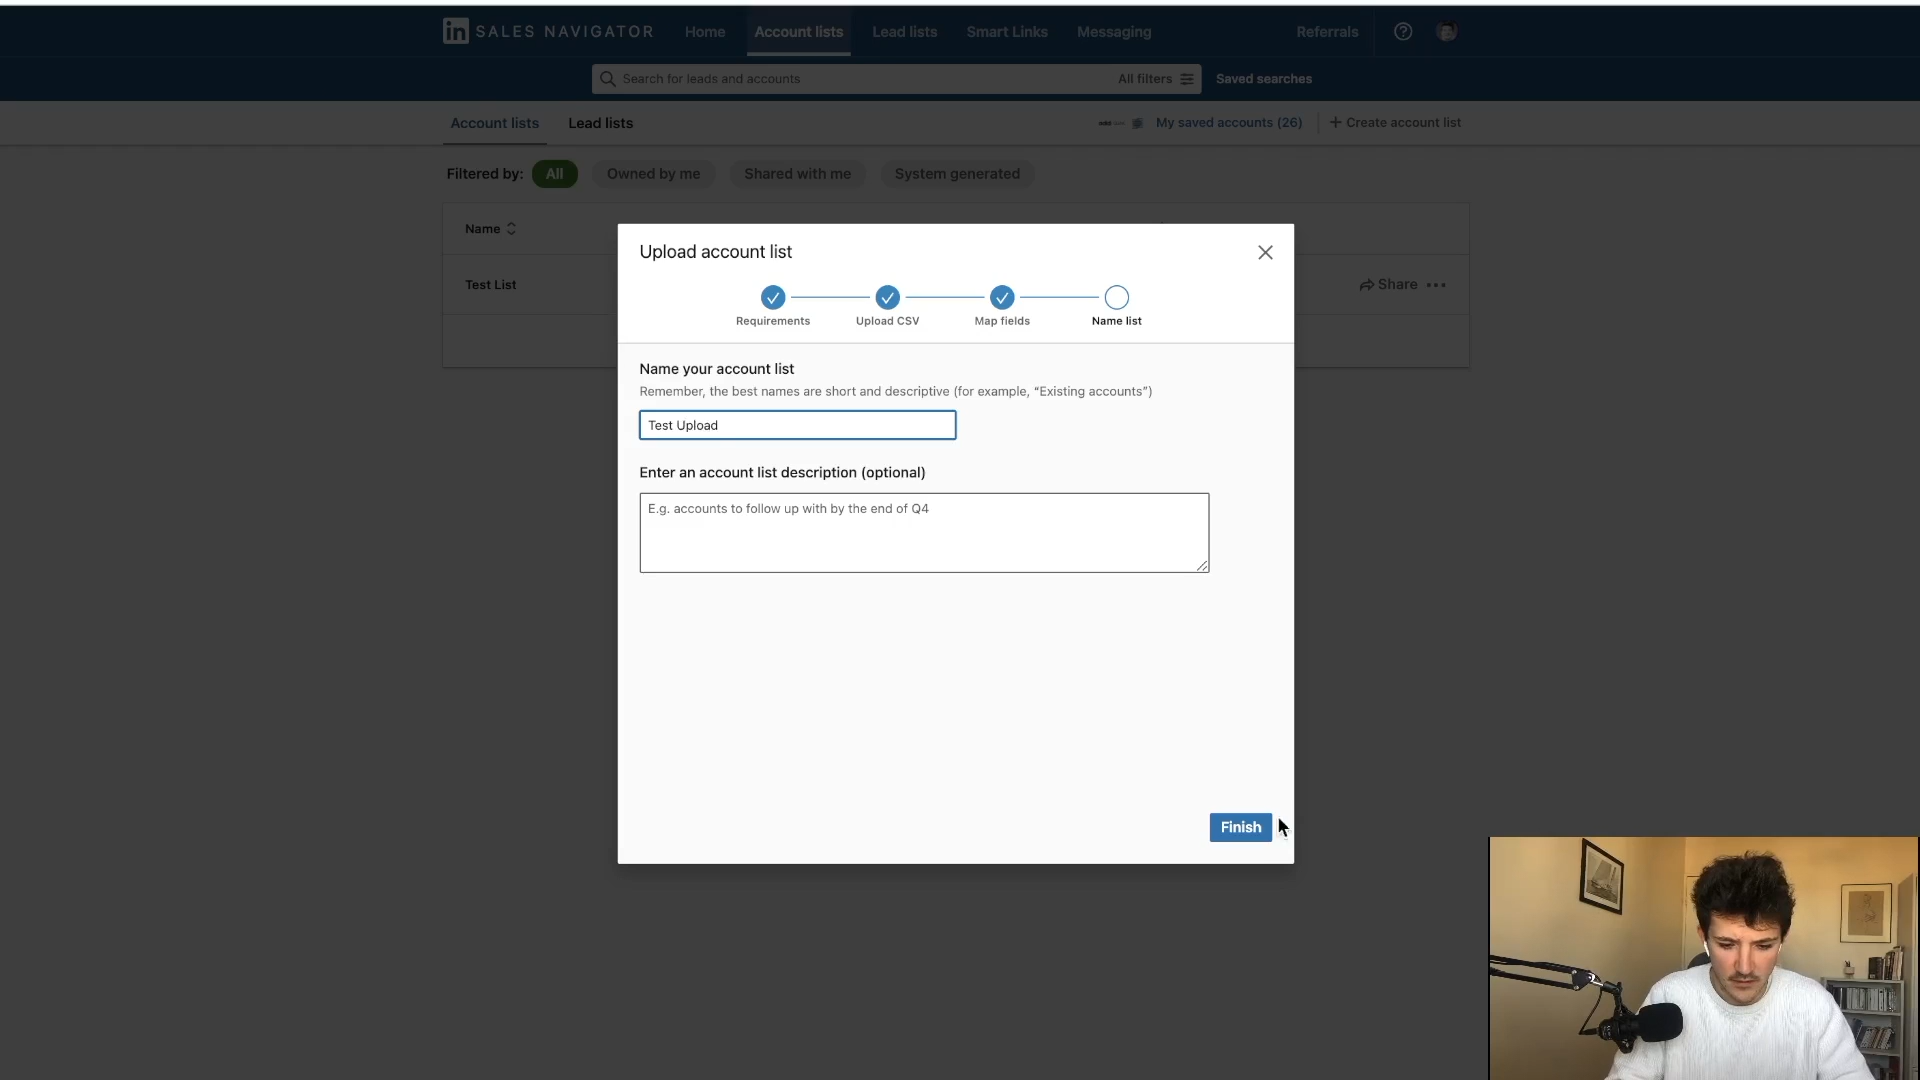 in SALES NAVIGATOR Home Account lists Lead lists Smart Links Messaging Referrals
Search for leads and accounts All filters Saved searches
Account lists Lead lists My saved accounts (26) + Create account list
Filtered by: All Owned by me Shared with me System generated
Name
Test List Share
Upload account list
Requirements Upload CSV Map fields Name list
Name your account list
Remember, the best names are short and descriptive (for example, “Existing accounts”)
Test Upload
Enter an account list description (optional)
E.g. accounts to follow up with by the end of Q4
Finish